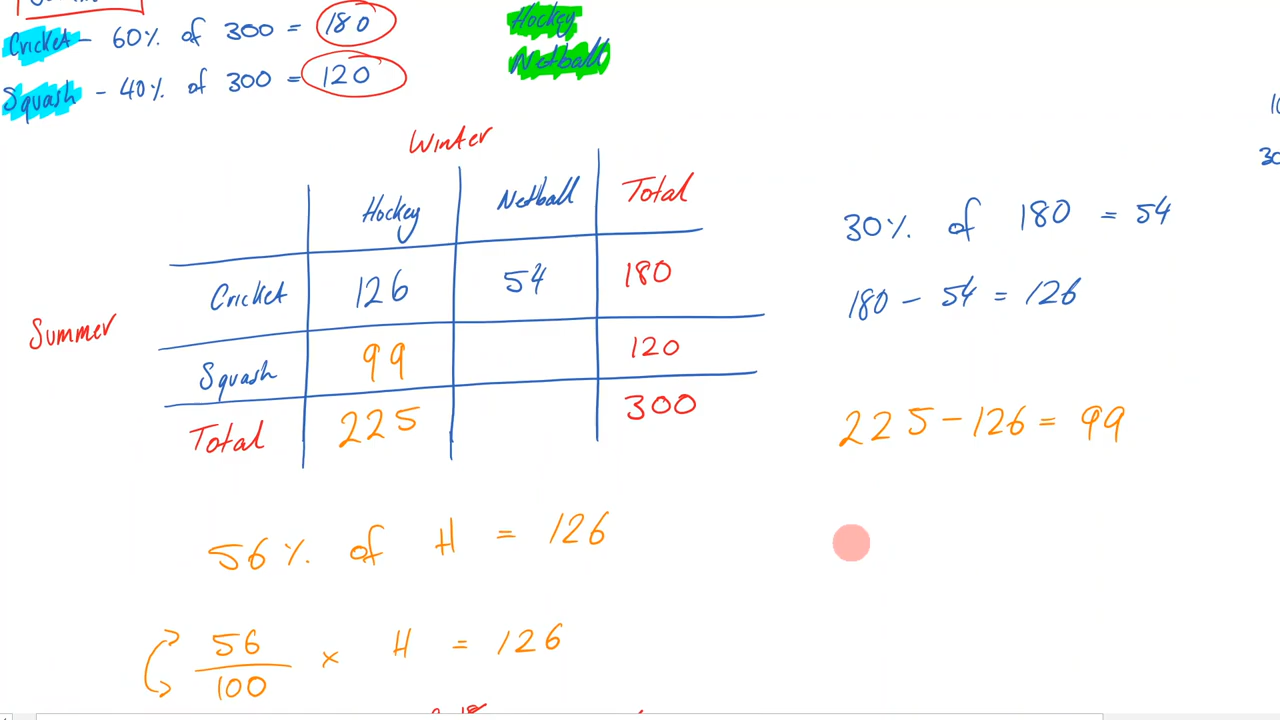 Cricket - 60% of 300 = 180
Hockey
Squash - 40% of 300 = 120
Netball
Winter
Hockey Netball Total
Cricket 126 54 180
Summer
Squash 99 120
Total 225 300
30% of 180 = 54
180 - 54 = 126
225 - 126 = 99
56% of H = 126
56
100
× H = 126